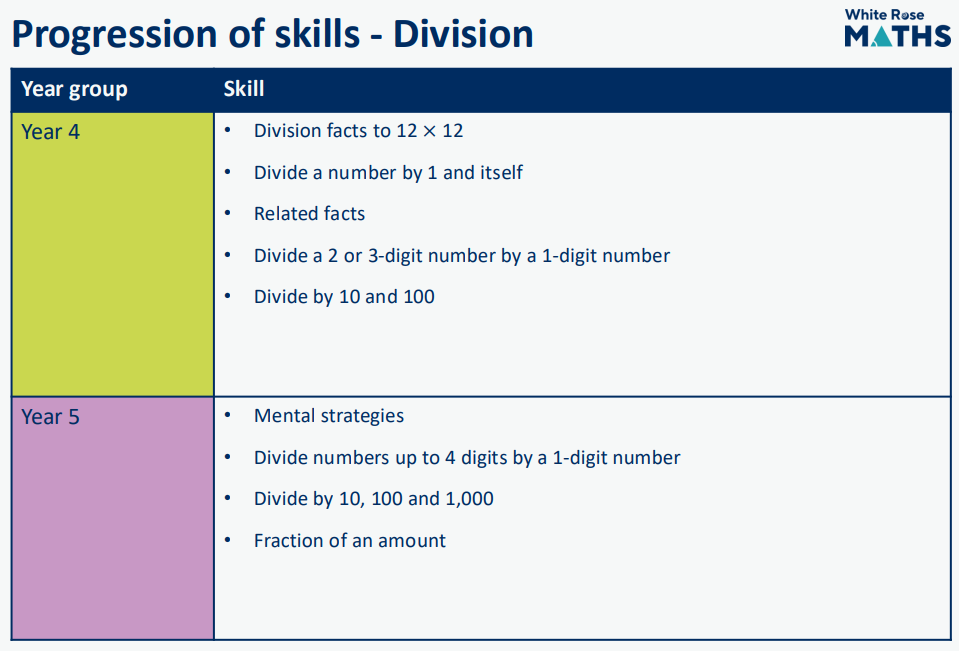 Progression of skills - Division
White Rose
MATHS
Year group
Skill
Year 4
• Division facts to 12 × 12
• Divide a number by 1 and itself
• Related facts
• Divide a 2 or 3-digit number by a 1-digit number
• Divide by 10 and 100
Year 5
• Mental strategies
• Divide numbers up to 4 digits by a 1-digit number
• Divide by 10, 100 and 1,000
• Fraction of an amount